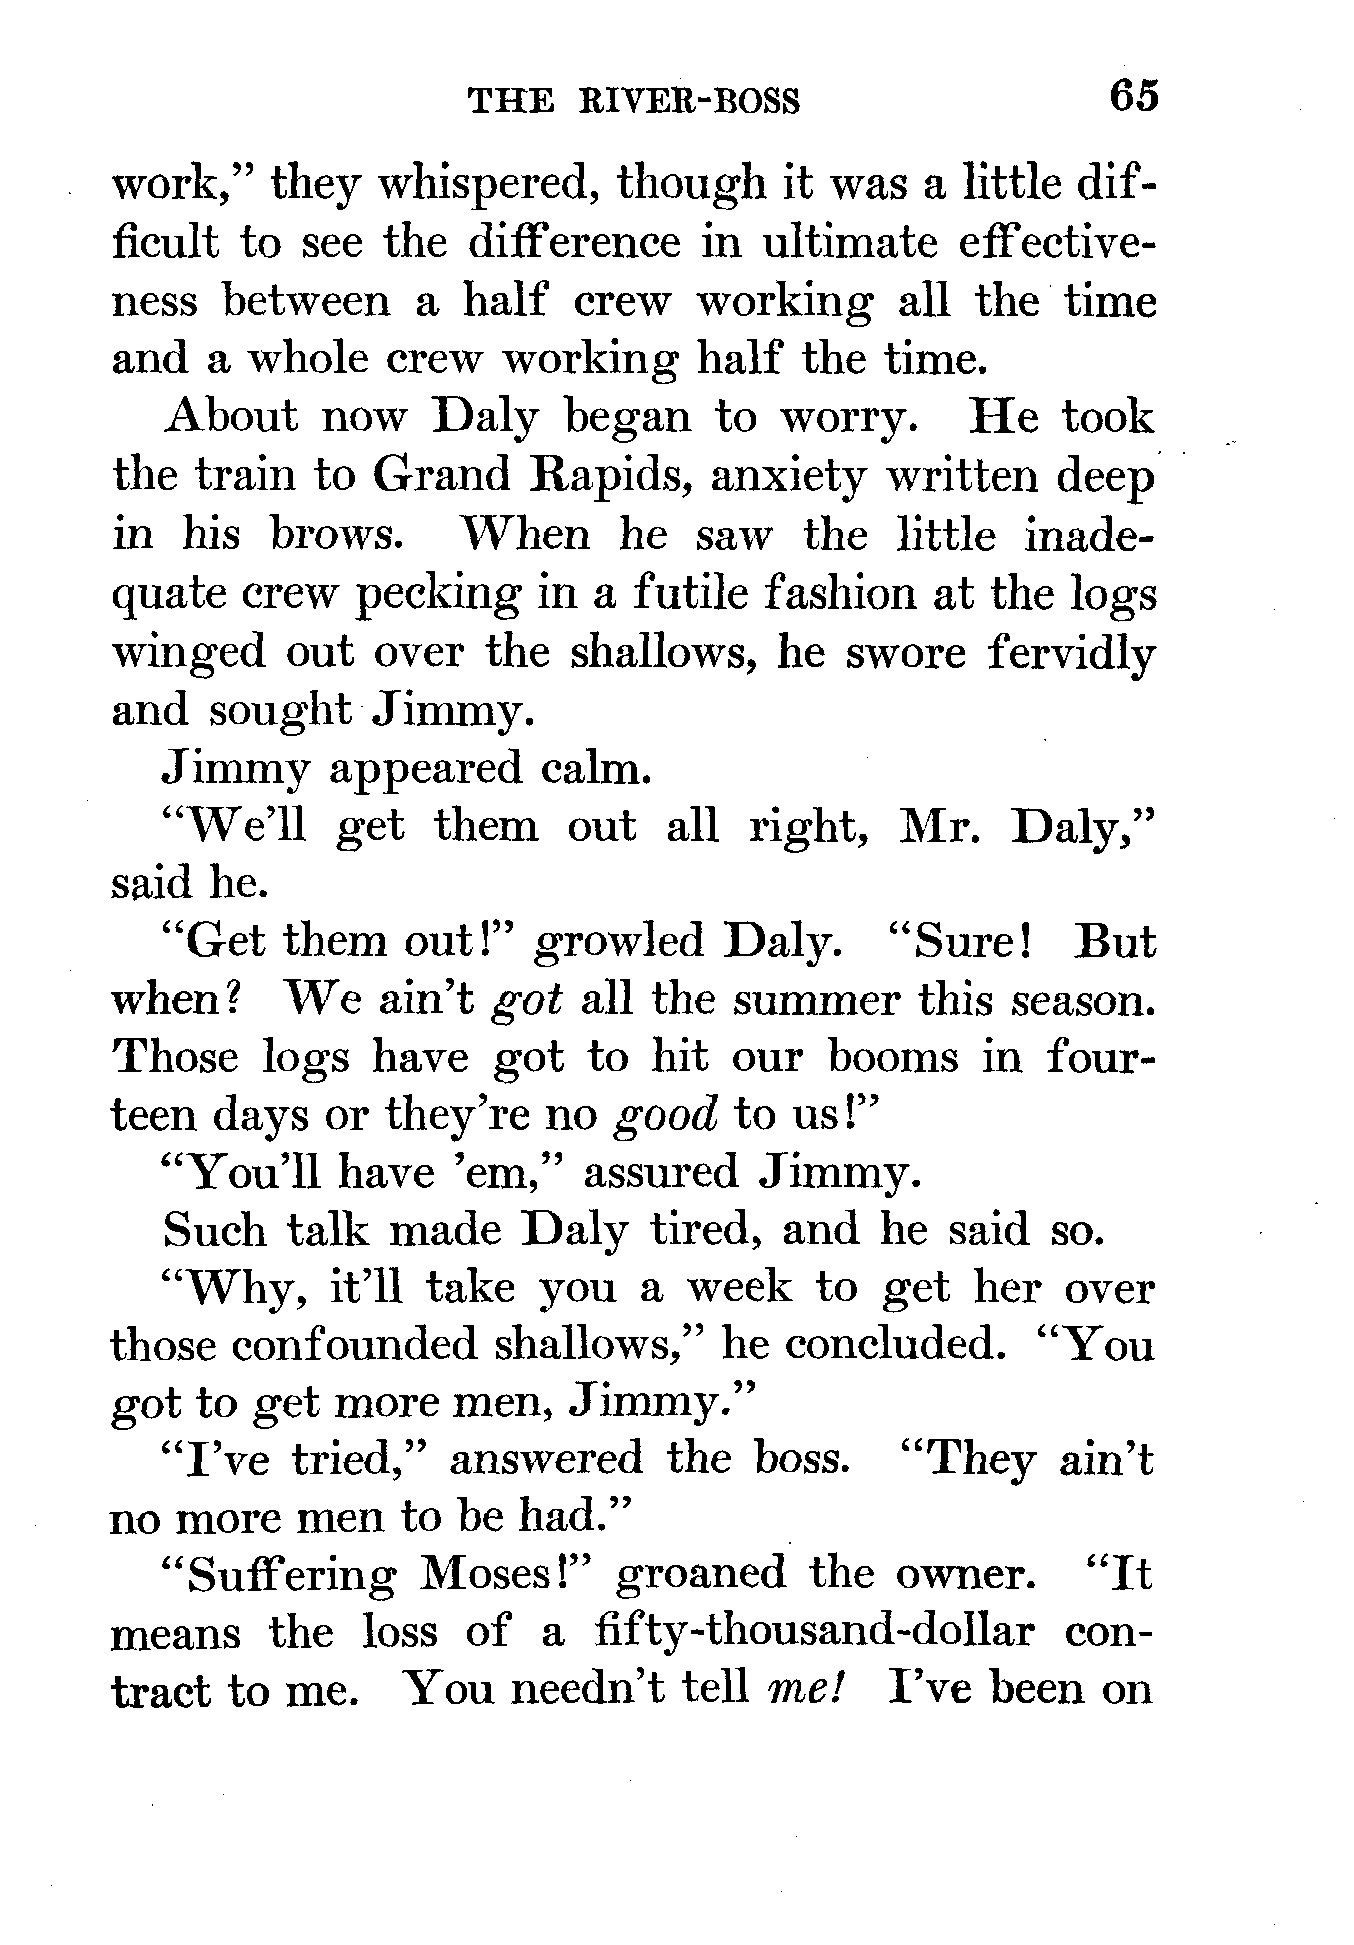 THE RIVER-BOSS 65
work," they whispered, though it was a little dif-
ficult to see the difference in ultimate effective-
ness between a half crew working all the time
and a whole crew working half the time.
About now Daly began to worry. He took
the train to Grand Rapids, anxiety written deep
in his brows. When he saw the little inade-
quate crew pecking in a futile fashion at the logs
winged out over the shallows, he swore fervidly
and sought Jimmy.
Jimmy appeared calm.
"We'll get them out all right, Mr. Daly,"
said he.
"Get them out!" growled Daly. "Sure! But
when? We ain't got all the summer this season.
Those logs have got to hit our booms in four-
teen days or they're no good to us!"
"You'll have 'em," assured Jimmy.
Such talk made Daly tired, and he said so.
"Why, it'll take you a week to get her over
those confounded shallows," he concluded. "You
got to get more men, Jimmy."
"I've tried," answered the boss. "They ain't
no more men to be had."
"Suffering Moses!" groaned the owner. "It
means the loss of a fifty-thousand-dollar con-
tract to me. You needn't tell me! I've been on